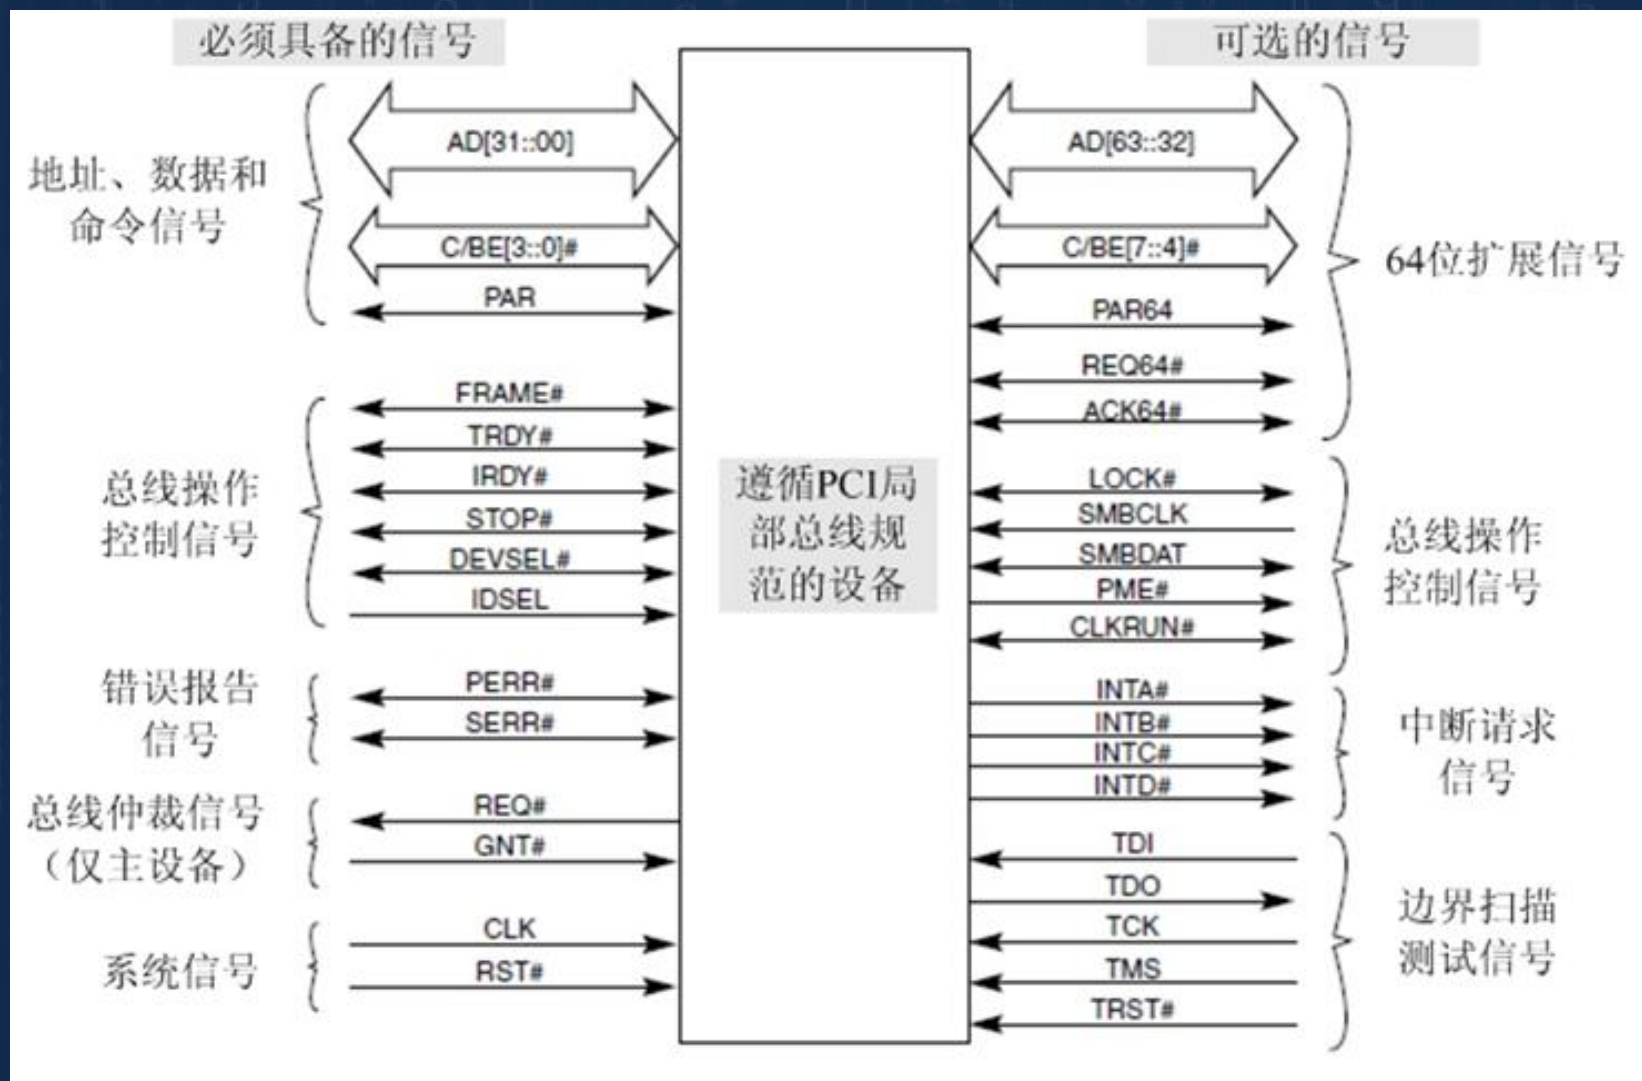 必须具备的信号
地址、数据和
命令信号
AD[31::00]
C/BE[3::0]#
PAR
总线操作
控制信号
FRAME#
TRDY#
IRDY#
STOP#
DEVSEL#
IDSEL
错误报告
信号
PERR#
SERR#
总线仲裁信号
（仅主设备）
REQ#
GNT#
系统信号
CLK
RST#
遵循PCI局
部总线规
范的设备
可选的信号
AD[63::32]
C/BE[7::4]#
PAR64
REQ64#
ACK64#
64位扩展信号
LOCK#
SMBCLK
SMBDAT
PME#
CLKRUN#
总线操作
控制信号
INTA#
INTB#
INTC#
INTD#
中断请求
信号
TDI
TDO
TCK
TMS
TRST#
边界扫描
测试信号